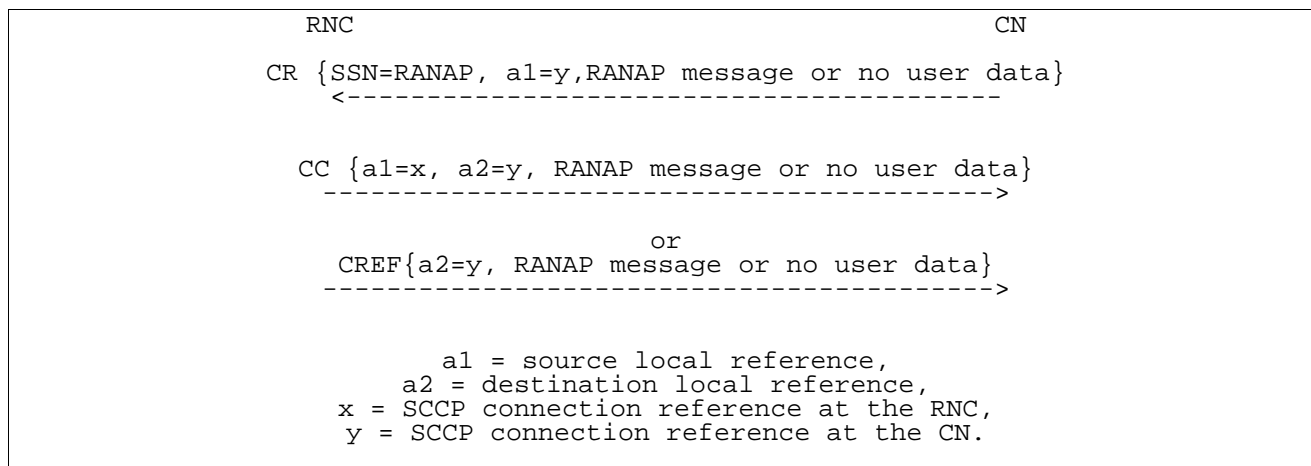 RNC CN
CR {SSN=RANAP, a1=y,RANAP message or no user data}
<-----------------------------------------
CC {a1=x, a2=y, RANAP message or no user data}
------------------------------------------>
or
CREF{a2=y, RANAP message or no user data}
------------------------------------------>
a1 = source local reference,
a2 = destination local reference,
x = SCCP connection reference at the RNC,
y = SCCP connection reference at the CN.